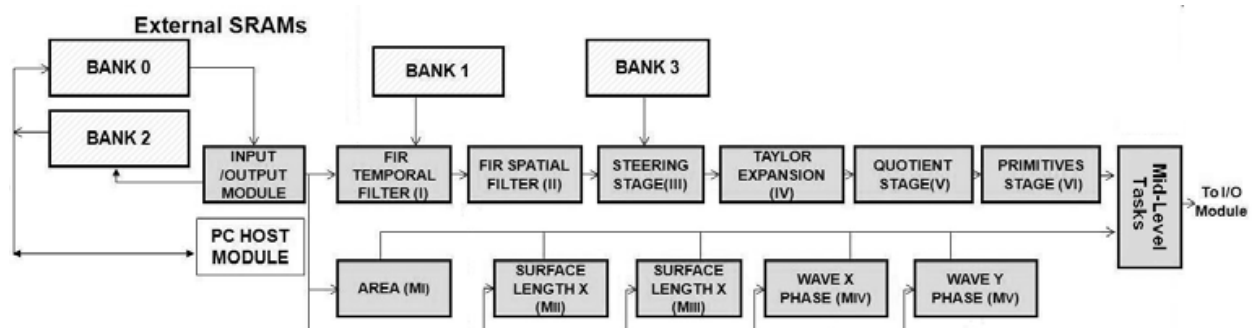 External SRAMs
BANK 0
BANK 1
BANK 3
BANK 2
INPUT
/OUTPUT
MODULE
FIR
TEMPORAL
FILTER (I)
FIR SPATIAL
FILTER (II)
STEERING
STAGE(III)
TAYLOR
EXPANSION
(IV)
QUOTIENT
STAGE(V)
PRIMITIVES
STAGE (VI)
Mid-Level
Tasks
To I/O
Module
PC HOST
MODULE
AREA (MI)
SURFACE
LENGTH X
(MII)
SURFACE
LENGTH X
(MIII)
WAVE X
PHASE (MIV)
WAVE Y
PHASE (MV)